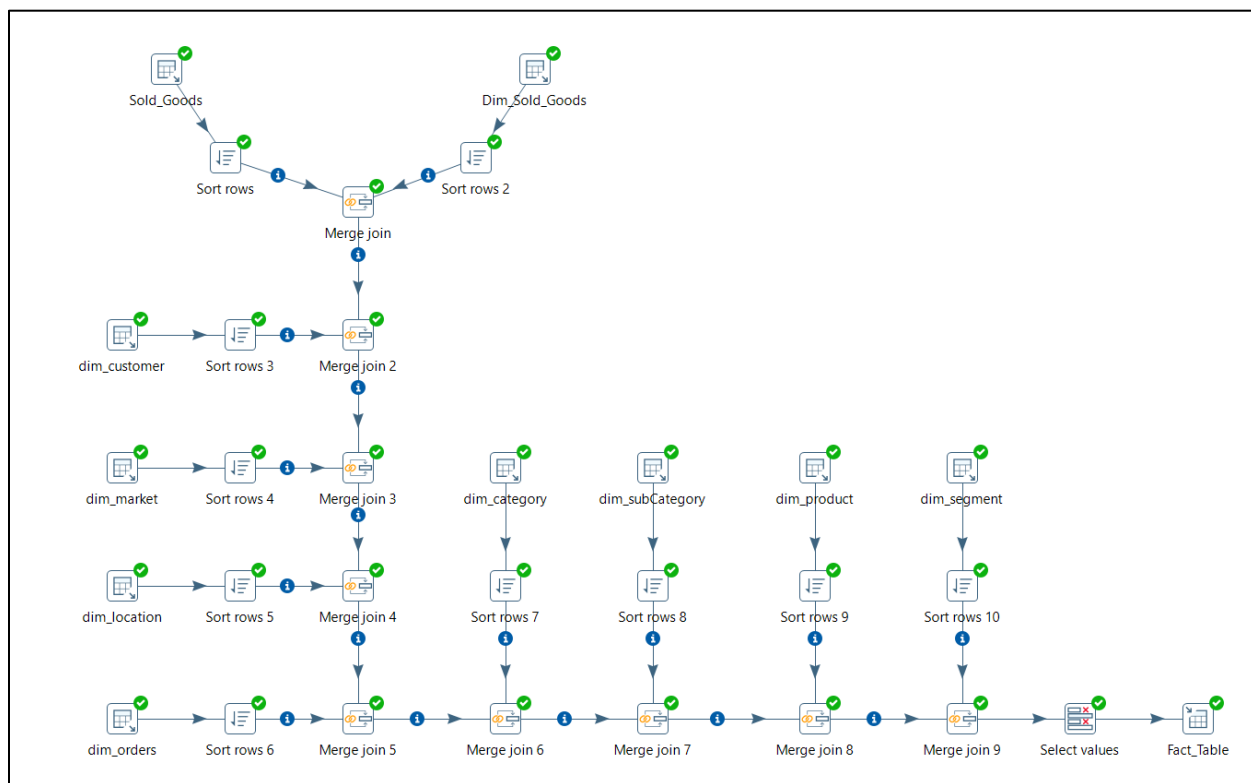 Sold_Goods
Dim_Sold_Goods
Sort rows
Sort rows 2
Merge join
dim_customer
Sort rows 3
Merge join 2
dim_market
Sort rows 4
Merge join 3
dim_category
dim_subCategory
dim_product
dim_segment
dim_location
Sort rows 5
Merge join 4
Sort rows 7
Sort rows 8
Sort rows 9
Sort rows 10
dim_orders
Sort rows 6
Merge join 5
Merge join 6
Merge join 7
Merge join 8
Merge join 9
Select values
Fact_Table